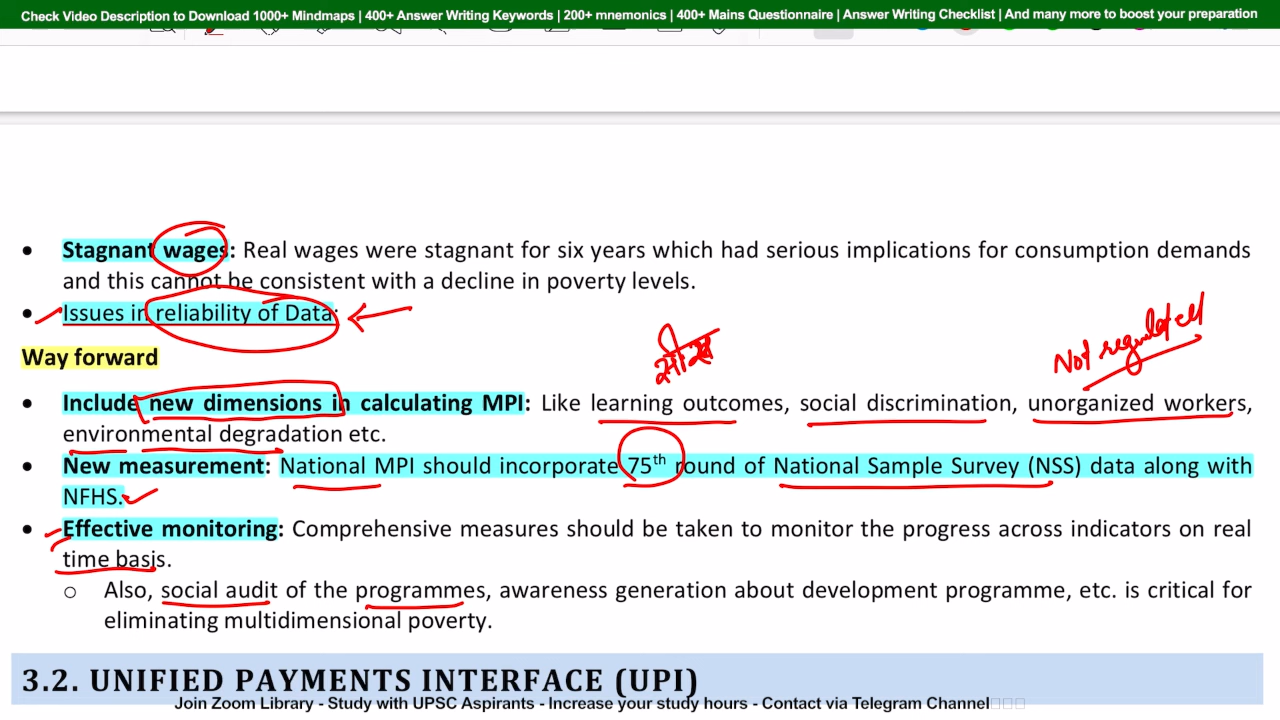 Check Video Description to Download 1000+ Mindmaps | 400+ Answer Writing Keywords | 200+ mnemonics | 400+ Mains Questionnaire | Answer Writing Checklist | And many more to boost your preparation
• Stagnant wages: Real wages were stagnant for six years which had serious implications for consumption demands
and this cannot be consistent with a decline in poverty levels.
• Issues in reliability of Data:
Way forward
Not regulated
• Include new dimensions in calculating MPI: Like learning outcomes, social discrimination, unorganized workers,
environmental degradation etc.
• New measurement: National MPI should incorporate 75th round of National Sample Survey (NSS) data along with
NFHS.
• Effective monitoring: Comprehensive measures should be taken to monitor the progress across indicators on real
time basis.
o Also, social audit of the programmes, awareness generation about development programme, etc. is critical for
eliminating multidimensional poverty.
3.2. UNIFIED PAYMENTS INTERFACE (UPI)
Join Zoom Library - Study with UPSC Aspirants - Increase your study hours - Contact via Telegram Channel